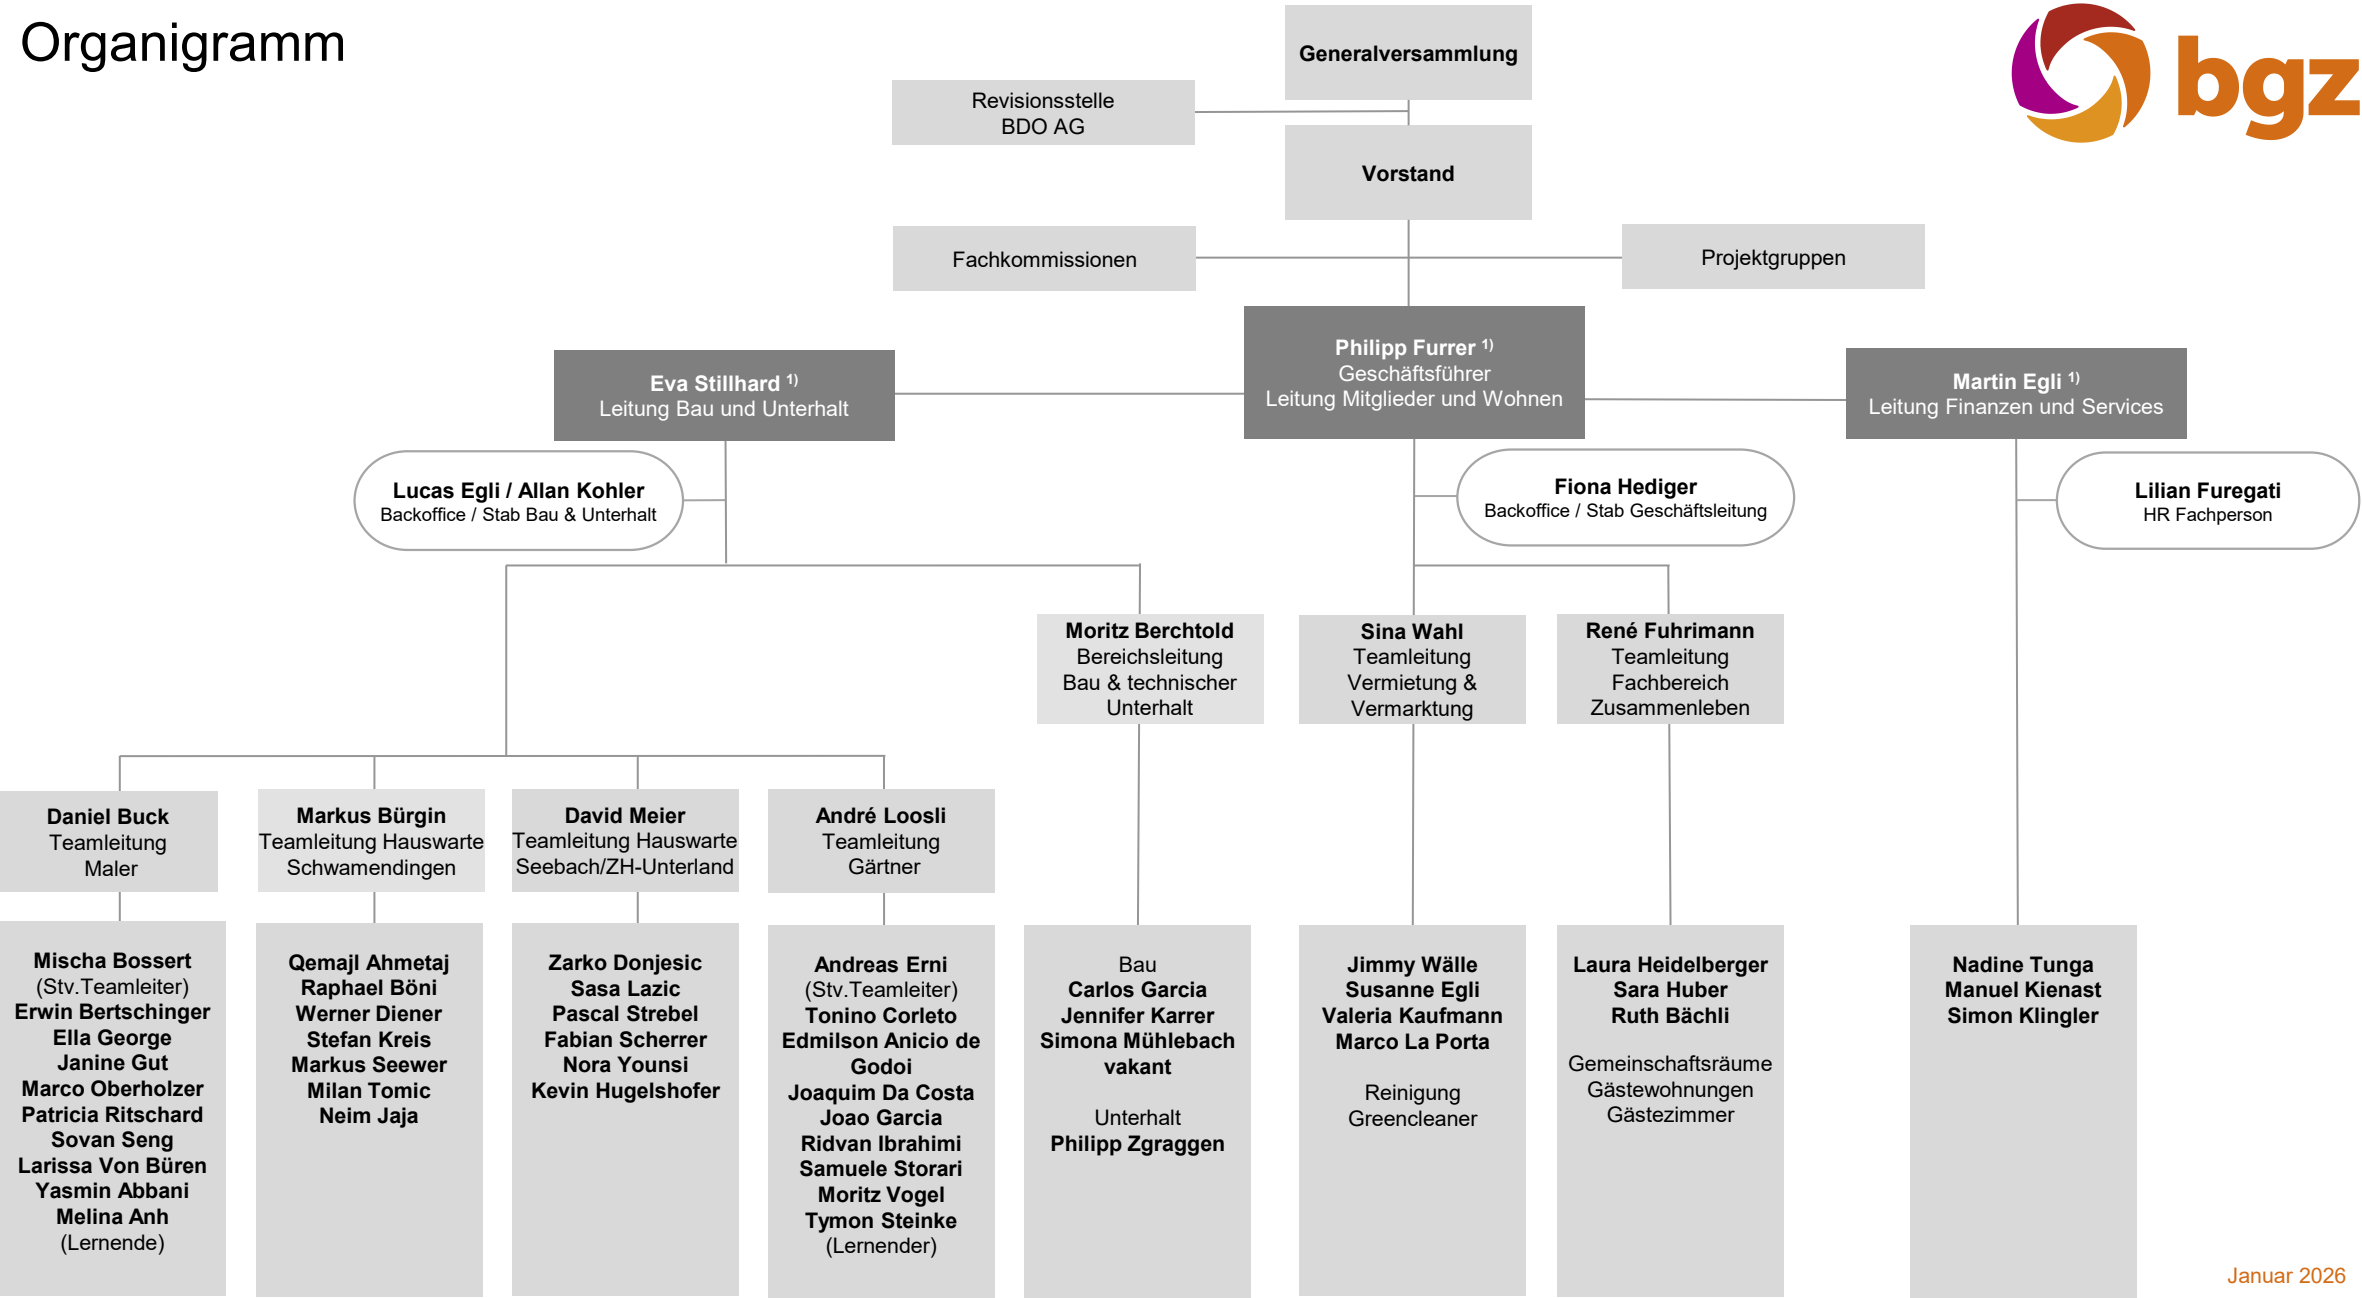 Organigramm
bgz
Generalversammlung
Revisionsstelle
BDO AG
Vorstand
Fachkommissionen
Projektgruppen
Philipp Furrer 1)
Geschäftsführer
Leitung Mitglieder und Wohnen
Eva Stillhard 1)
Leitung Bau und Unterhalt
Martin Egli 1)
Leitung Finanzen und Services
Lucas Egli / Allan Kohler
Backoffice / Stab Bau & Unterhalt
Fiona Hediger
Backoffice / Stab Geschäftsleitung
Lilian Furegati
HR Fachperson
Moritz Berchtold
Bereichsleitung
Bau & technischer
Unterhalt
Sina Wahl
Teamleitung
Vermietung &
Vermarktung
René Fuhrimann
Teamleitung
Fachbereich
Zusammenleben
Daniel Buck
Teamleitung
Maler
Markus Bürgin
Teamleitung Hauswarte
Schwamendingen
David Meier
Teamleitung Hauswarte
Seebach/ZH-Unterland
André Loosli
Teamleitung
Gärtner
Mischa Bossert
(Stv.Teamleiter)
Erwin Bertschinger
Ella George
Janine Gut
Marco Oberholzer
Patricia Ritschard
Sovan Seng
Larissa Von Büren
Yasmin Abbani
Melina Anh
(Lernende)
Qemajl Ahmetaj
Raphael Böni
Werner Diener
Stefan Kreis
Markus Seewer
Milan Tomic
Neim Jaja
Zarko Donjesic
Sasa Lazic
Pascal Strebel
Fabian Scherrer
Nora Younsi
Kevin Hugelshofer
Andreas Erni
(Stv.Teamleiter)
Tonino Corleto
Edmilson Anicio de
Godoi
Joaquim Da Costa
Joao Garcia
Ridvan Ibrahimi
Samuele Storari
Moritz Vogel
Tymon Steinke
(Lernender)
Bau
Carlos Garcia
Jennifer Karrer
Simona Mühlebach
vakant
Unterhalt
Philipp Zgraggen
Jimmy Wälle
Susanne Egli
Valeria Kaufmann
Marco La Porta
Reinigung
Greencleaner
Laura Heidelberger
Sara Huber
Ruth Bächli
Gemeinschaftsräume
Gästewohnungen
Gästezimmer
Nadine Tunga
Manuel Kienast
Simon Klingler
Januar 2026